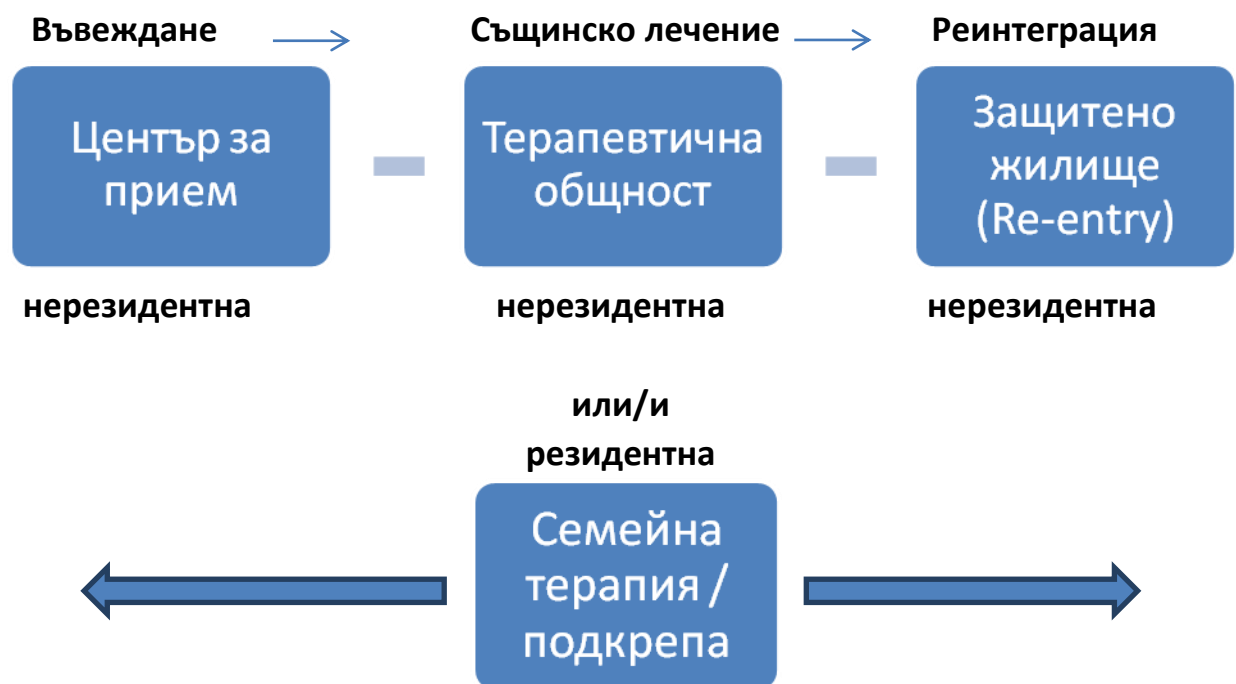 Въвеждане
Същинско лечение
Реинтеграция
Център за
прием
Терапевтична
общност
Защитено
жилище
(Re-entry)
нерезидентна
нерезидентна
нерезидентна
или/и
резидентна
Семейна
терапия /
подкрепа